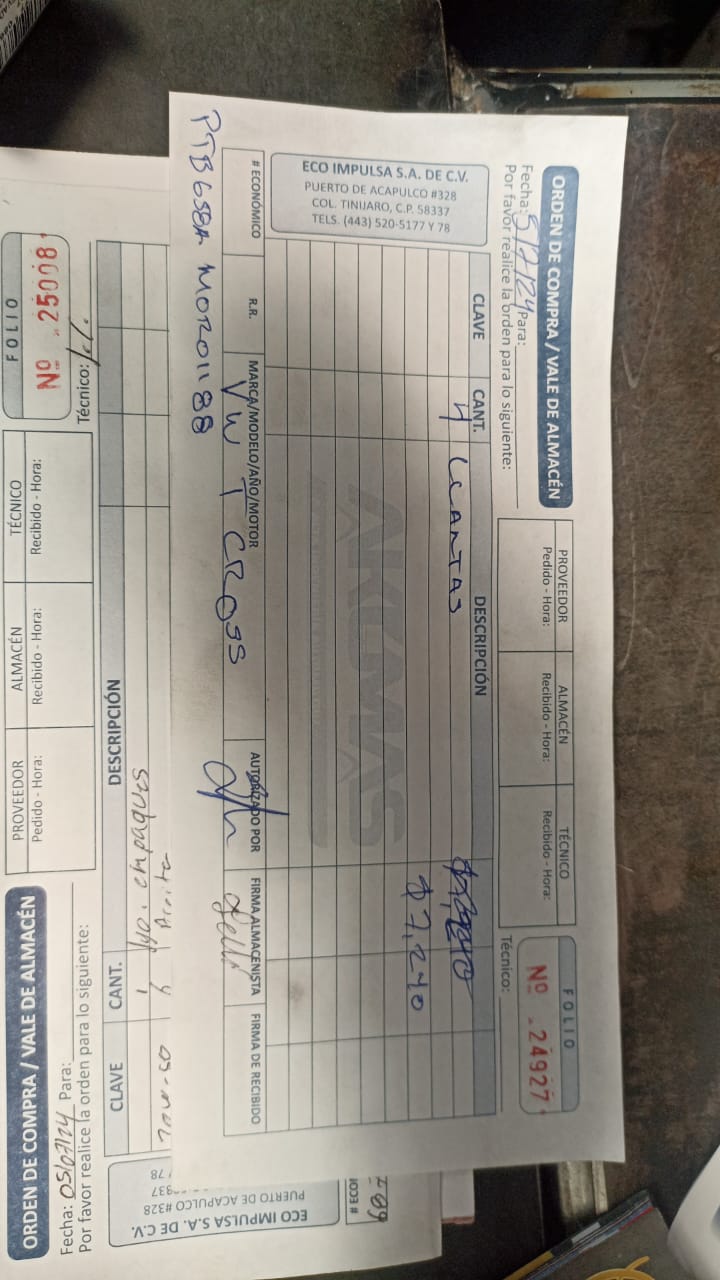 ORDEN DE COMPRA / VALE DE ALMACÉN
Fecha: 5/7/24 Para:
Por favor realice la orden para lo siguiente:
PROVEEDOR
Pedido - Hora:
ALMACÉN
Recibido - Hora:
TÉCNICO
Recibido - Hora:
FOLIO
Nº 24927
Técnico:
ECO IMPULSA S.A. DE C.V.
PUERTO DE ACAPULCO #328
COL. TINIJARO, C.P. 58337
TELS. (443) 520-5177 Y 78
CLAVE CANT. DESCRIPCIÓN
4 LLANTAS
$7,240
AKUMAS
# ECONÓMICO R.R. MARCA/MODELO/AÑO/MOTOR AUTORIZADO POR FIRMA ALMACENISTA FIRMA DE RECIBIDO
VW T CROSS
PTB658A MOR01188
ORDEN DE COMPRA / VALE DE ALMACÉN
Fecha: 05/07/24 Para:
Por favor realice la orden para lo siguiente:
PROVEEDOR
Pedido - Hora:
ALMACÉN
Recibido - Hora:
TÉCNICO
Recibido - Hora:
FOLIO
Nº 25008
Técnico:
CLAVE CANT. DESCRIPCIÓN
1 Jgo. empaques
Aceite
ECO IMPULSA S.A. DE C.V.
PUERTO DE ACAPULCO #328
337
78
# ECO